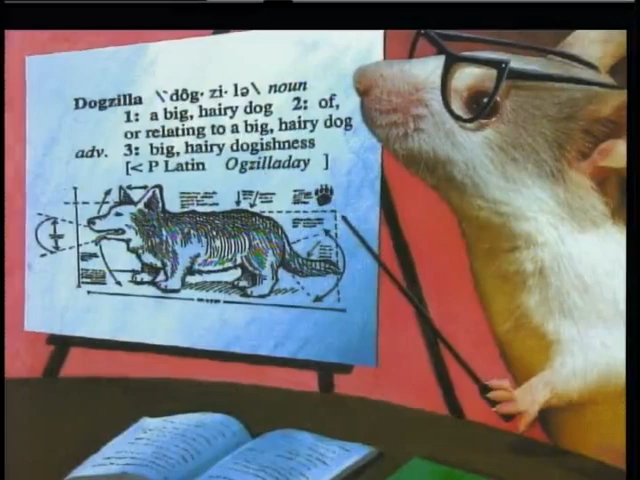 Dogzilla \`dôg· zi· lə\ noun
1: a big, hairy dog 2: of,
or relating to a big, hairy dog
adv. 3: big, hairy dogishness
[< P Latin Ogzilladay ]